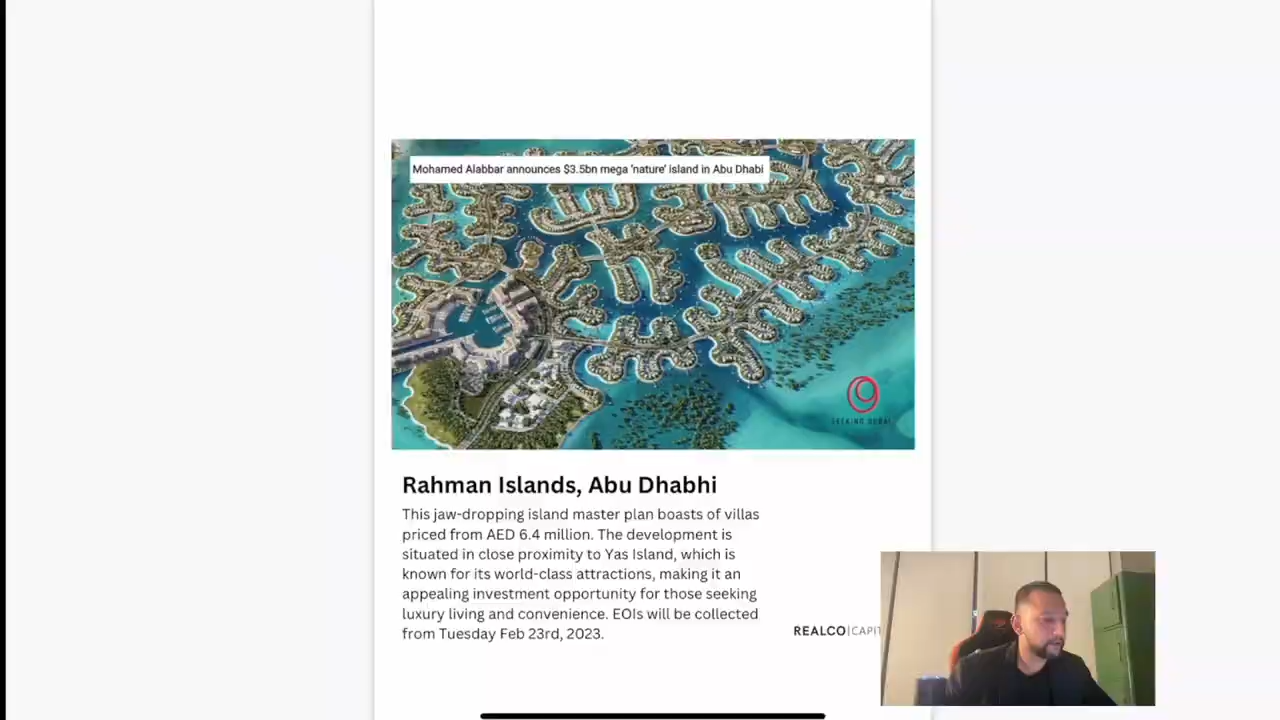 Mohamed Alabbar announces $3.5bn mega 'nature' island in Abu Dhabi
SEEKING DUBAI
Rahman Islands, Abu Dhabhi
This jaw-dropping island master plan boasts of villas
priced from AED 6.4 million. The development is
situated in close proximity to Yas Island, which is
known for its world-class attractions, making it an
appealing investment opportunity for those seeking
luxury living and convenience. EOIs will be collected
from Tuesday Feb 23rd, 2023.
REALCO|CAPIT